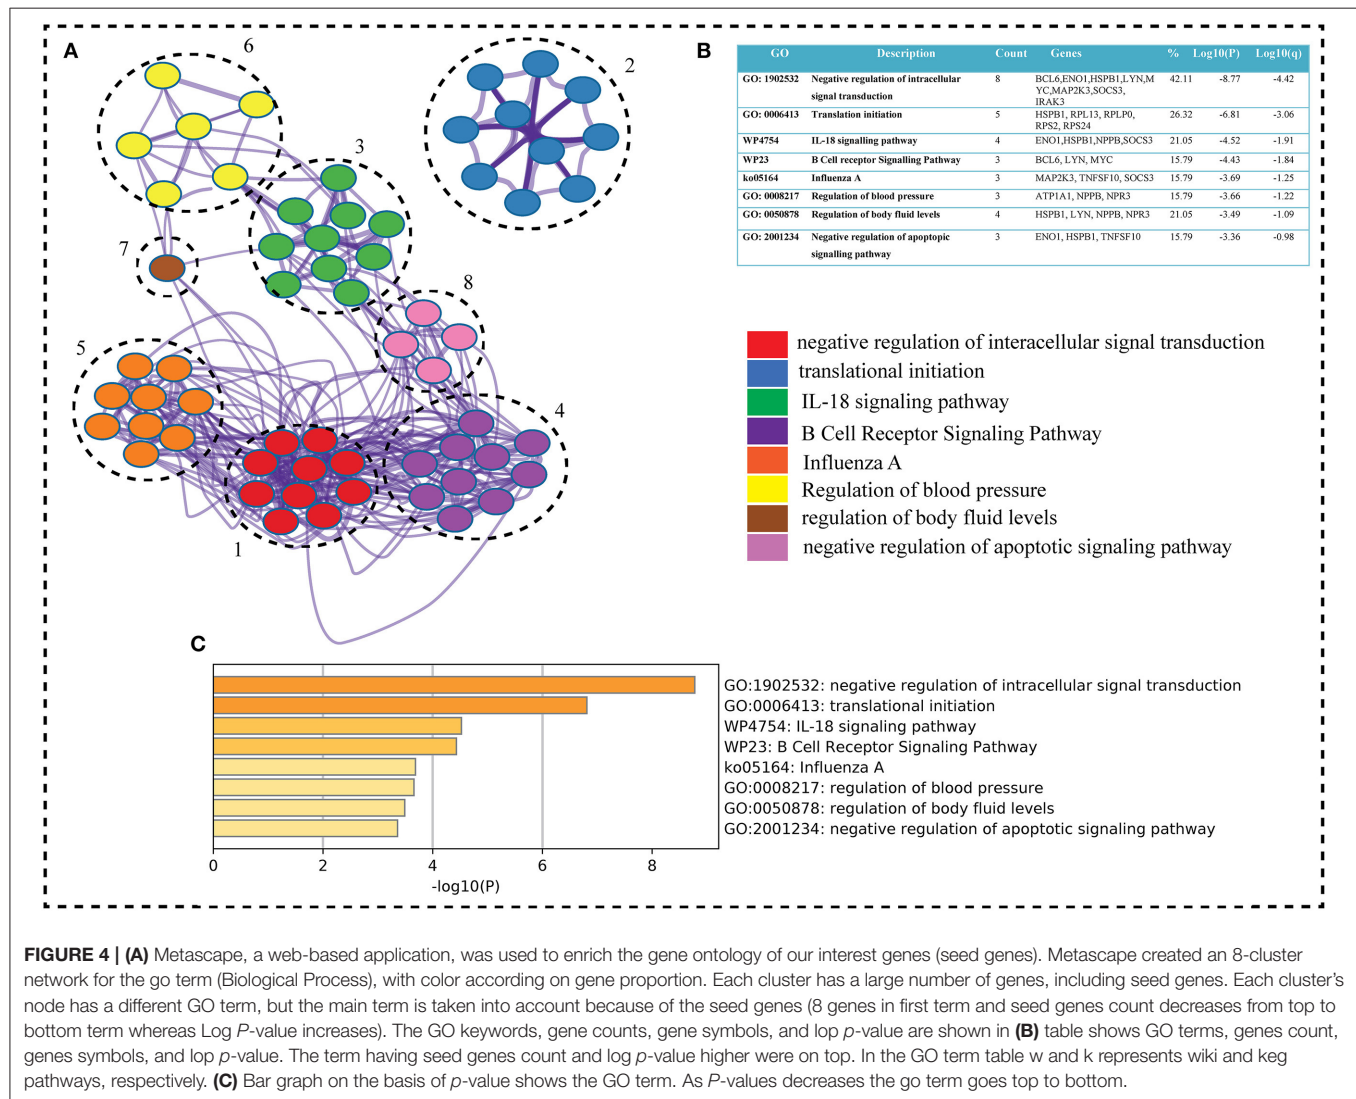 (A)
6
2
3
7
8
5
4
1
(B)
GO Description Count Genes % Log10(P) Log10(q)
GO: 1902532 Negative regulation of intracellular signal transduction 8 BCL6,ENO1,HSPB1,LYN,M
YC,MAP2K3,SOCS3,
IRAK3 42.11 -8.77 -4.42
GO: 0006413 Translation initiation 5 HSPB1, RPL13, RPLP0,
RPS2, RPS24 26.32 -6.81 -3.06
WP4754 IL-18 signalling pathway 4 ENO1,HSPB1,NPPB,SOCS3 21.05 -4.52 -1.91
WP23 B Cell receptor Signalling Pathway 3 BCL6, LYN, MYC 15.79 -4.43 -1.84
ko05164 Influenza A 3 MAP2K3, TNFSF10, SOCS3 15.79 -3.69 -1.25
GO: 0008217 Regulation of blood pressure 3 ATP1A1, NPPB, NPR3 15.79 -3.66 -1.22
GO: 0050878 Regulation of body fluid levels 4 HSPB1, LYN, NPPB, NPR3 21.05 -3.49 -1.09
GO: 2001234 Negative regulation of apoptopic
signalling pathway 3 ENO1, HSPB1, TNFSF10 15.79 -3.36 -0.98
negative regulation of interacellular signal transduction
translational initiation
IL-18 signaling pathway
B Cell Receptor Signaling Pathway
Influenza A
Regulation of blood pressure
regulation of body fluid levels
negative regulation of apoptotic signaling pathway
C
GO:1902532: negative regulation of intracellular signal transduction
GO:0006413: translational initiation
WP4754: IL-18 signaling pathway
WP23: B Cell Receptor Signaling Pathway
ko05164: Influenza A
GO:0008217: regulation of blood pressure
GO:0050878: regulation of body fluid levels
GO:2001234: negative regulation of apoptotic signaling pathway
0 2 4 6 8
-log10(P)
FIGURE 4 | (A) Metascape, a web-based application, was used to enrich the gene ontology of our interest genes (seed genes). Metascape created an 8-cluster
network for the go term (Biological Process), with color according on gene proportion. Each cluster has a large number of genes, including seed genes. Each cluster's
node has a different GO term, but the main term is taken into account because of the seed genes (8 genes in first term and seed genes count decreases from top to
bottom term whereas Log P-value increases). The GO keywords, gene counts, gene symbols, and lop p-value are shown in (B) table shows GO terms, genes count,
genes symbols, and lop p-value. The term having seed genes count and log p-value higher were on top. In the GO term table w and k represents wiki and keg
pathways, respectively. (C) Bar graph on the basis of p-value shows the GO term. As P-values decreases the go term goes top to bottom.